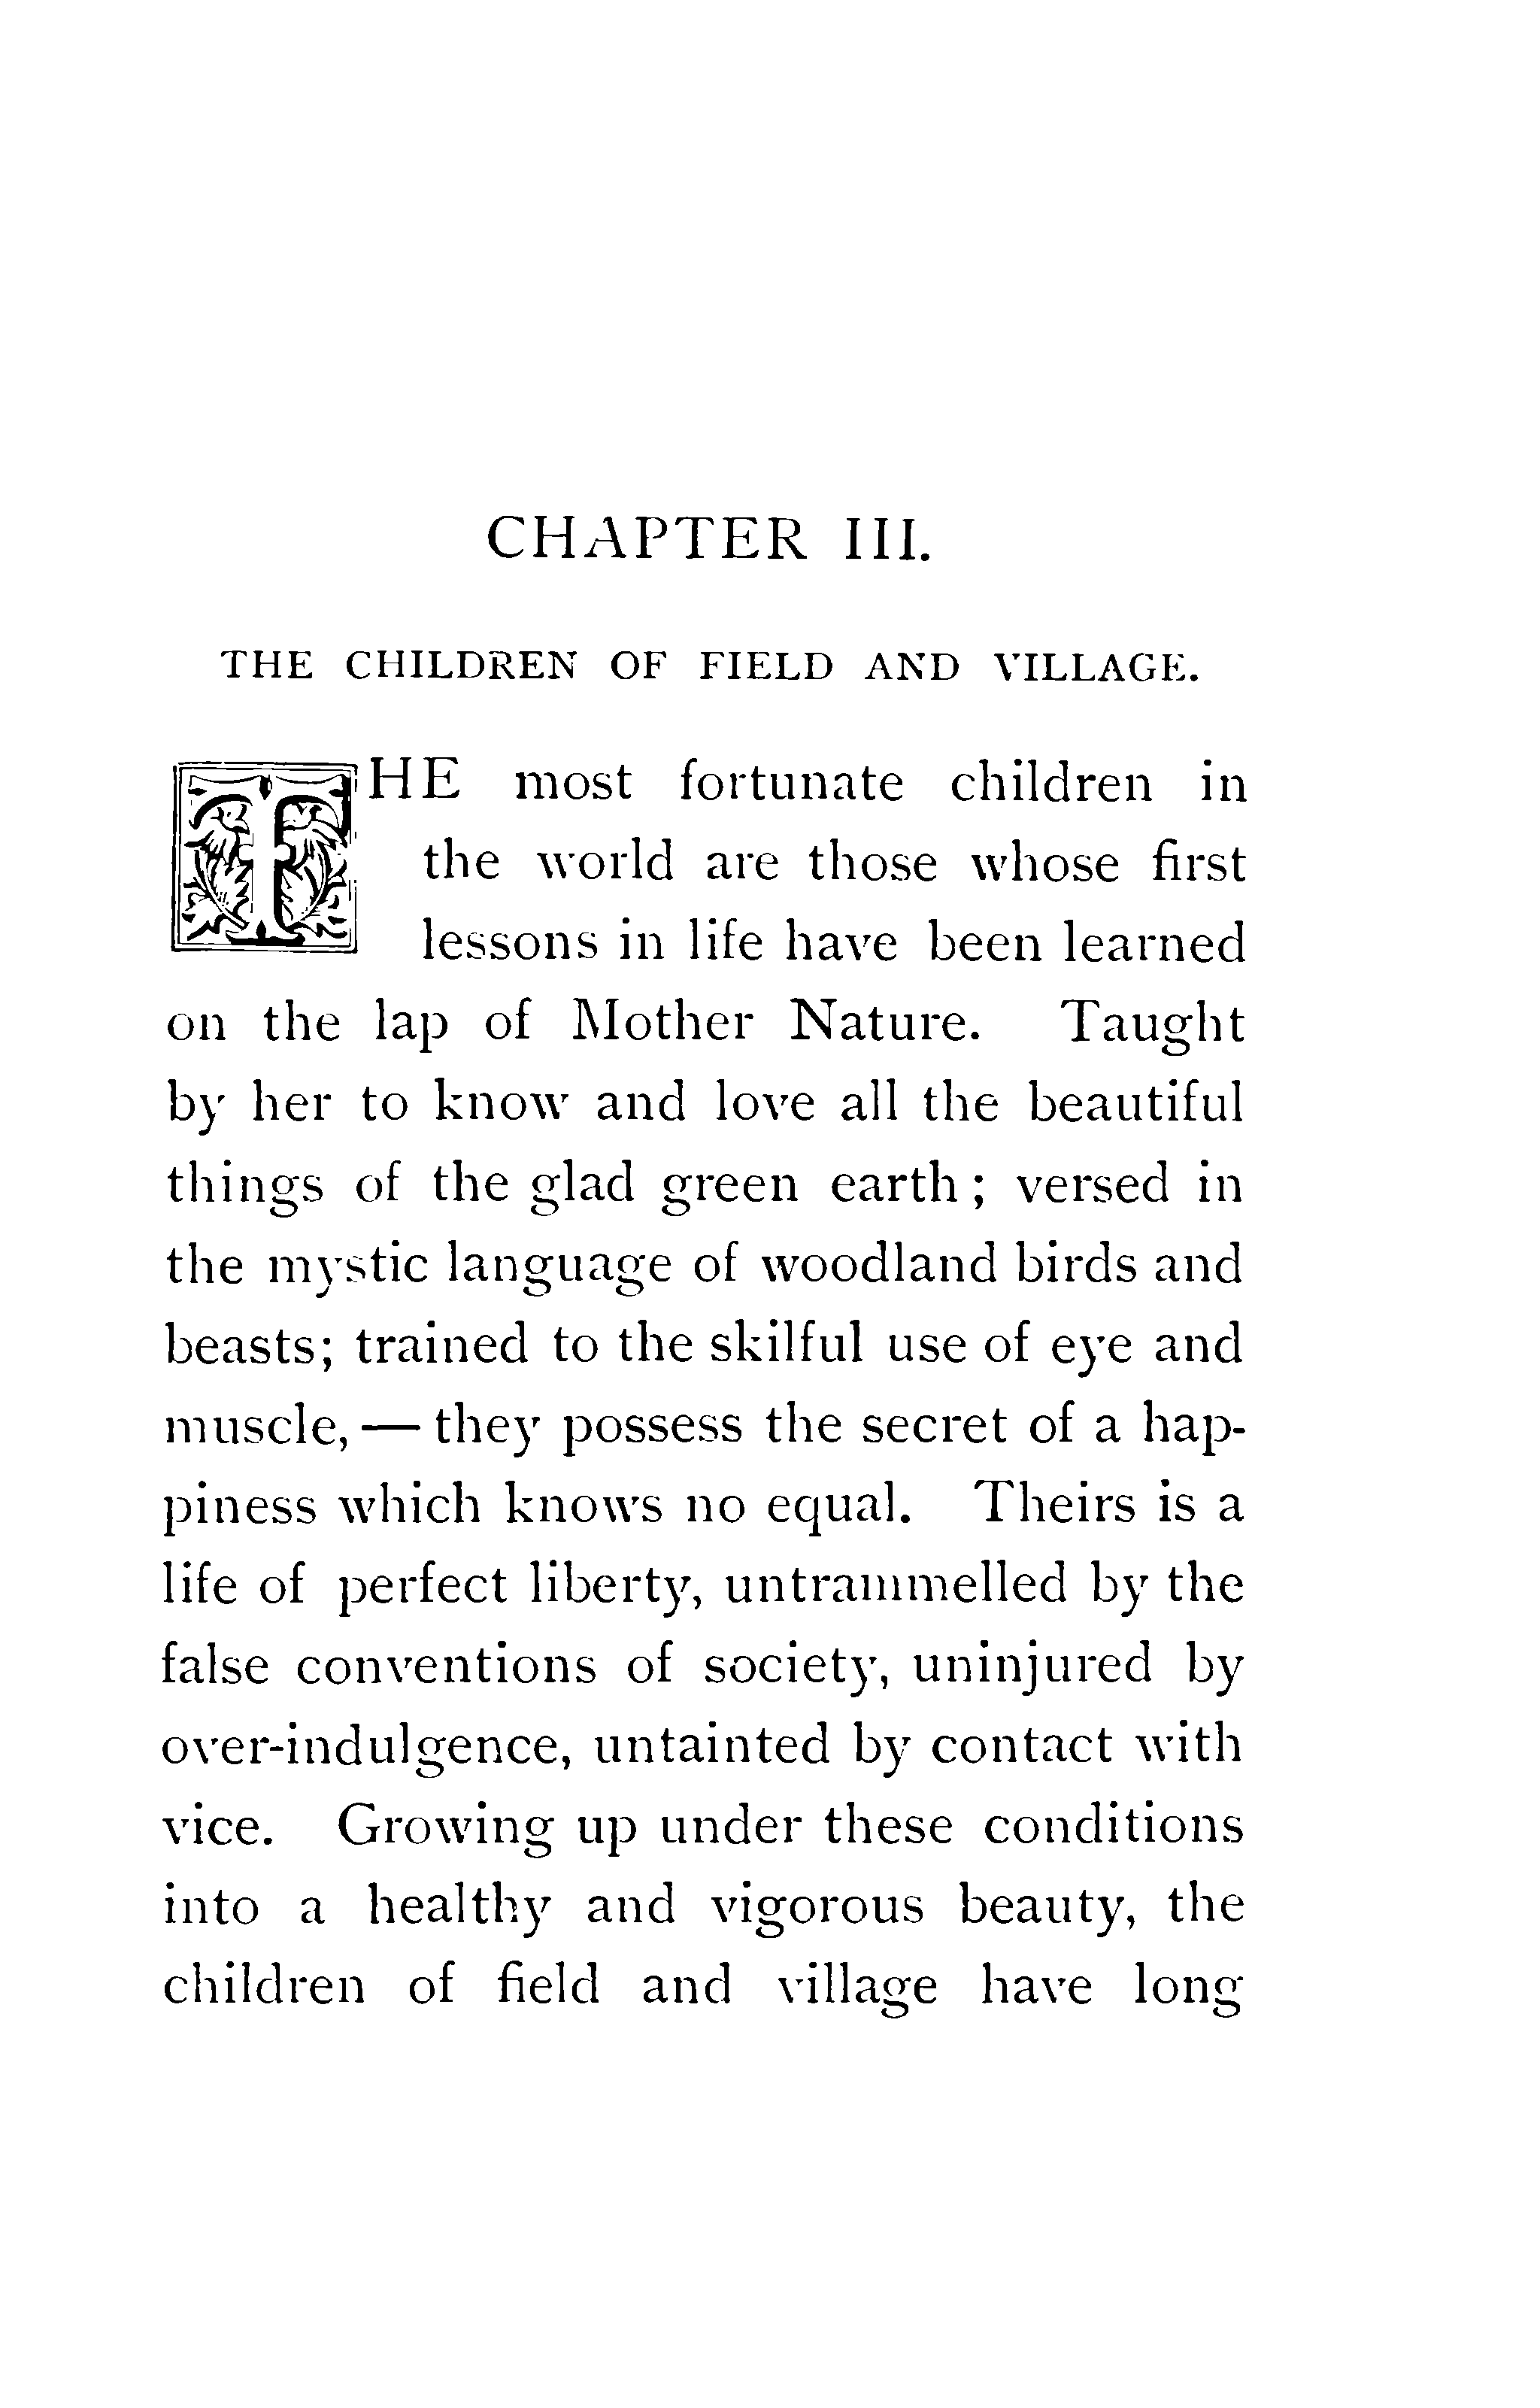 CHAPTER III.
THE CHILDREN OF FIELD AND VILLAGE.
THE most fortunate children in
the world are those whose first
lessons in life have been learned
on the lap of Mother Nature. Taught
by her to know and love all the beautiful
things of the glad green earth; versed in
the mystic language of woodland birds and
beasts; trained to the skilful use of eye and
muscle, — they possess the secret of a hap-
piness which knows no equal. Theirs is a
life of perfect liberty, untrammelled by the
false conventions of society, uninjured by
over-indulgence, untainted by contact with
vice. Growing up under these conditions
into a healthy and vigorous beauty, the
children of field and village have long